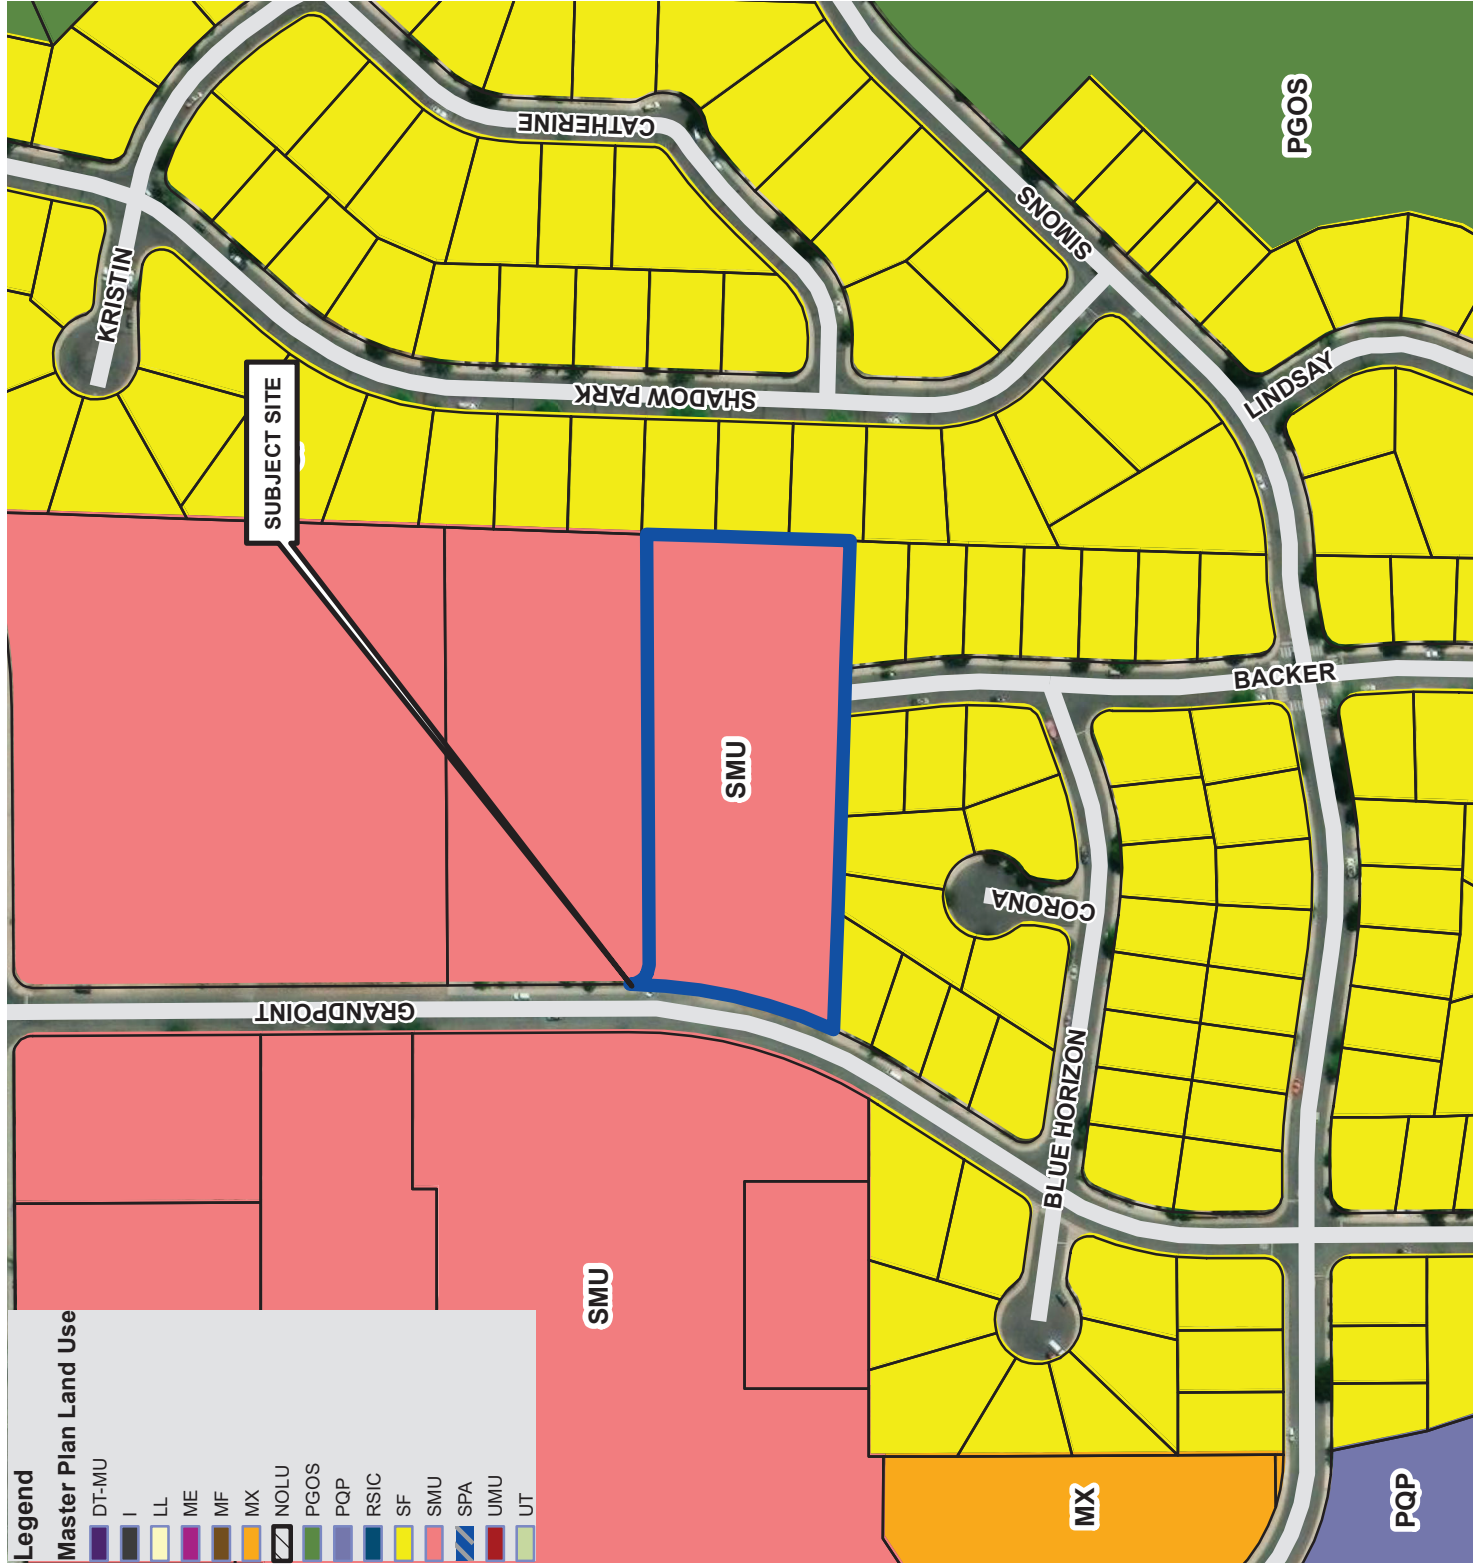 Legend
Master Plan Land Use
DT-MU
I
LL
ME
MF
MX
NOLU
PGOS
PQP
RSIC
SF
SMU
SPA
UMU
UT
SUBJECT SITE
KRISTIN
CATHERINE
SHADOW PARK
SIMONS
LINDSAY
PGOS
BACKER
SMU
CORONA
GRANDPOINT
BLUE HORIZON
SMU
MX
PQP